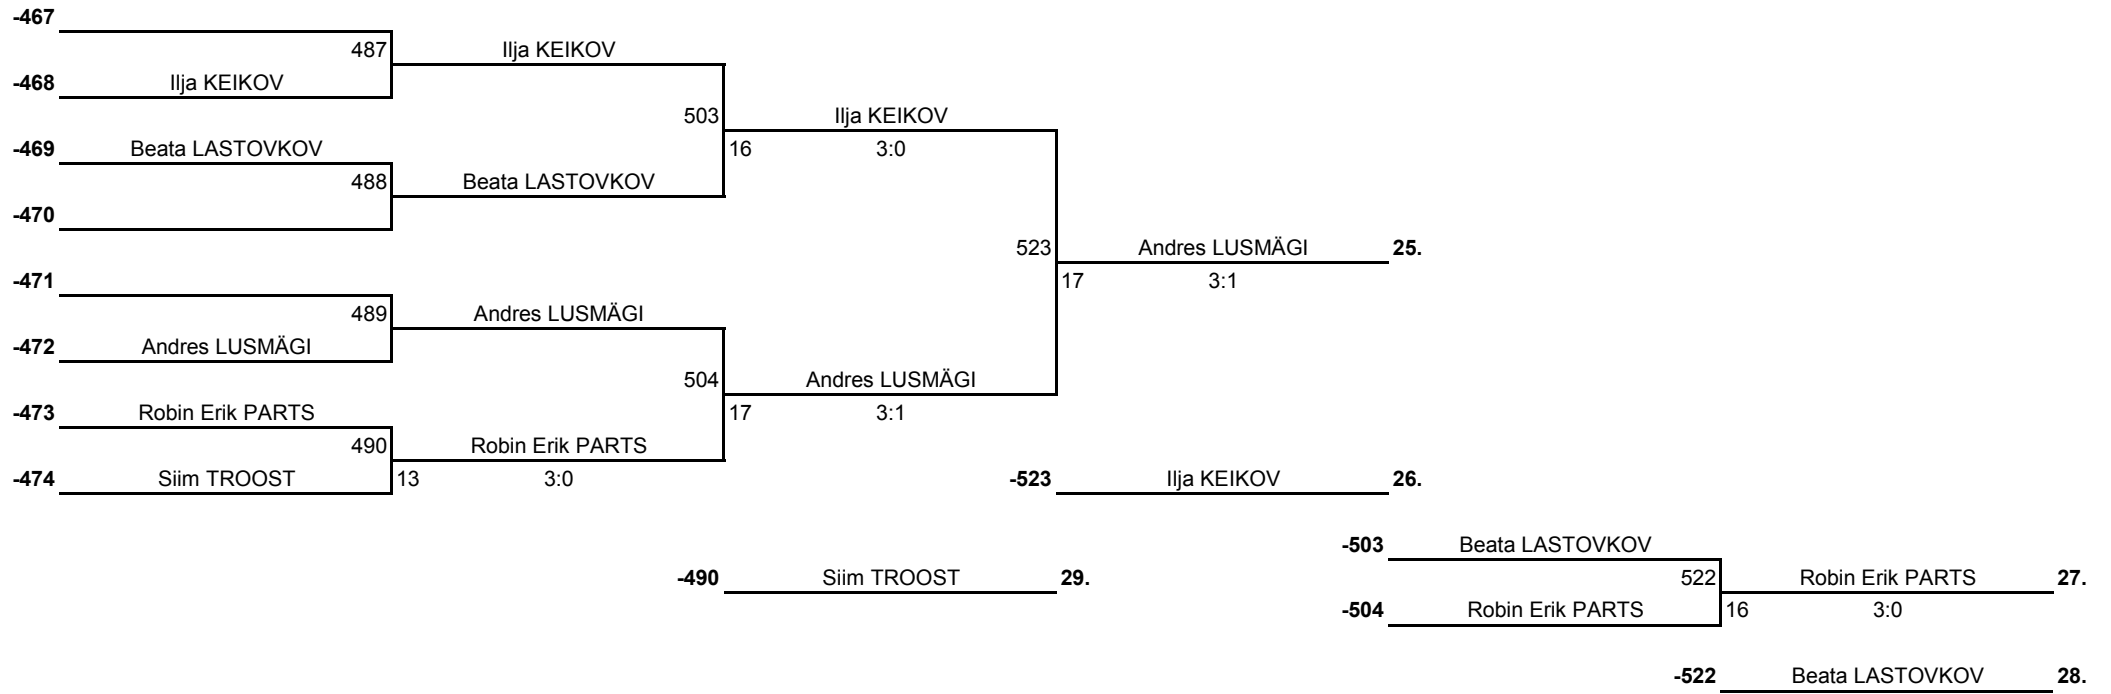 -467
487 Ilja KEIKOV
-468 Ilja KEIKOV
503 Ilja KEIKOV
-469 Beata LASTOVKOV 16 3:0
488 Beata LASTOVKOV
-470
523 Andres LUSMÄGI 25.
-471 17 3:1
489 Andres LUSMÄGI
-472 Andres LUSMÄGI
504 Andres LUSMÄGI
-473 Robin Erik PARTS 17 3:1
490 Robin Erik PARTS
-474 Siim TROOST 13 3:0 -523 Ilja KEIKOV 26.
-503 Beata LASTOVKOV
-490 Siim TROOST 29. 522 Robin Erik PARTS 27.
-504 Robin Erik PARTS 16 3:0
-522 Beata LASTOVKOV 28.